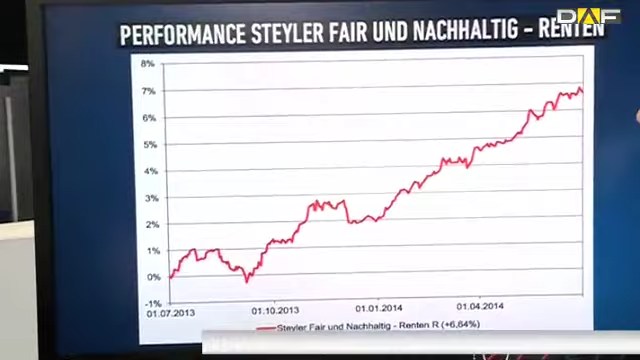 DAF
PERFORMANCE STEYLER FAIR UND NACHHALTIG – RENTEN
8%
7%
6%
5%
4%
3%
2%
1%
0%
-1%
01.07.2013 01.10.2013 01.01.2014 01.04.2014
Steyler Fair und Nachhaltig - Renten R (+6,64%)